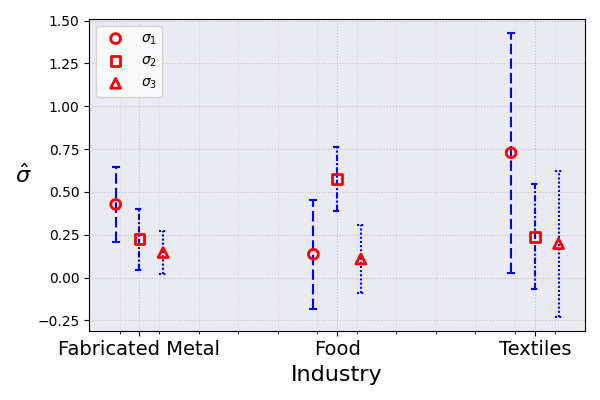 1.50
1.25
1.00
0.75
0.50
0.25
0.00
−0.25
σ̂
σ₁
σ₂
σ₃
Fabricated Metal Food Textiles
Industry